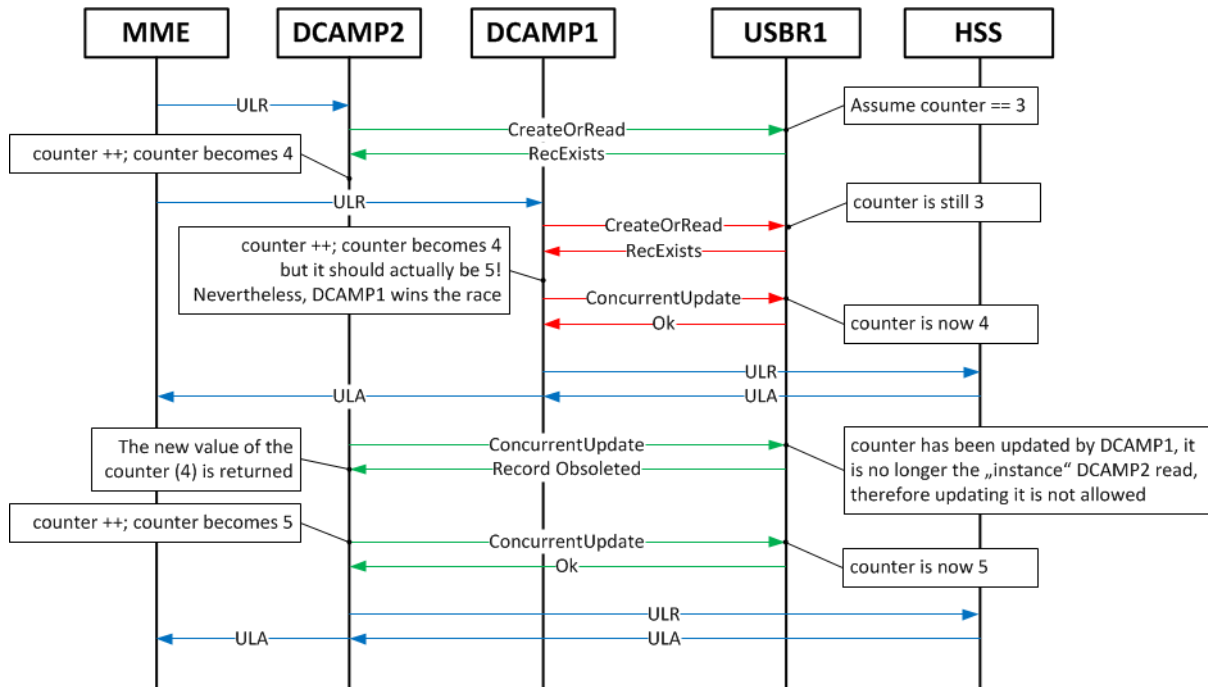 MME
DCAMP2
DCAMP1
USBR1
HSS
ULR
Assume counter == 3
CreateOrRead
RecExists
counter ++; counter becomes 4
ULR
counter is still 3
CreateOrRead
RecExists
counter ++; counter becomes 4
but it should actually be 5!
Nevertheless, DCAMP1 wins the race
ConcurrentUpdate
Ok
counter is now 4
ULR
ULA
ULA
The new value of the
counter (4) is returned
ConcurrentUpdate
Record Obsoleted
counter has been updated by DCAMP1, it
is no longer the „instance“ DCAMP2 read,
therefore updating it is not allowed
counter ++; counter becomes 5
ConcurrentUpdate
Ok
counter is now 5
ULR
ULA
ULA